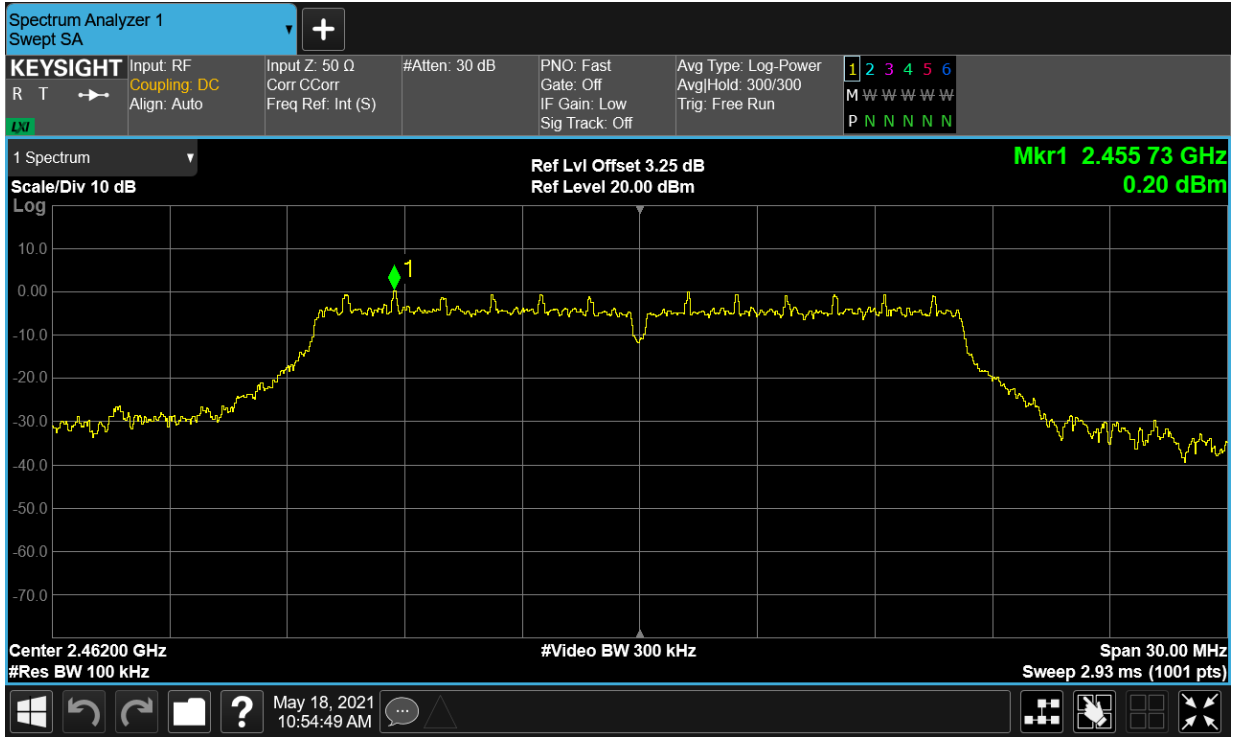 Spectrum Analyzer 1
Swept SA
KEYSIGHT
R T
LXI
Input: RF
Coupling: DC
Align: Auto
Input Z: 50 Ω
Corr CCorr
Freq Ref: Int (S)
#Atten: 30 dB
PNO: Fast
Gate: Off
IF Gain: Low
Sig Track: Off
Avg Type: Log-Power
Avg|Hold: 300/300
Trig: Free Run
1 2 3 4 5 6
M W W W W W
P N N N N N
1 Spectrum
Scale/Div 10 dB
Log
Ref Lvl Offset 3.25 dB
Ref Level 20.00 dBm
Mkr1 2.455 73 GHz
0.20 dBm
1
10.0
0.00
-10.0
-20.0
-30.0
-40.0
-50.0
-60.0
-70.0
Center 2.46200 GHz
#Video BW 300 kHz
Span 30.00 MHz
#Res BW 100 kHz
Sweep 2.93 ms (1001 pts)
?
May 18, 2021
10:54:49 AM